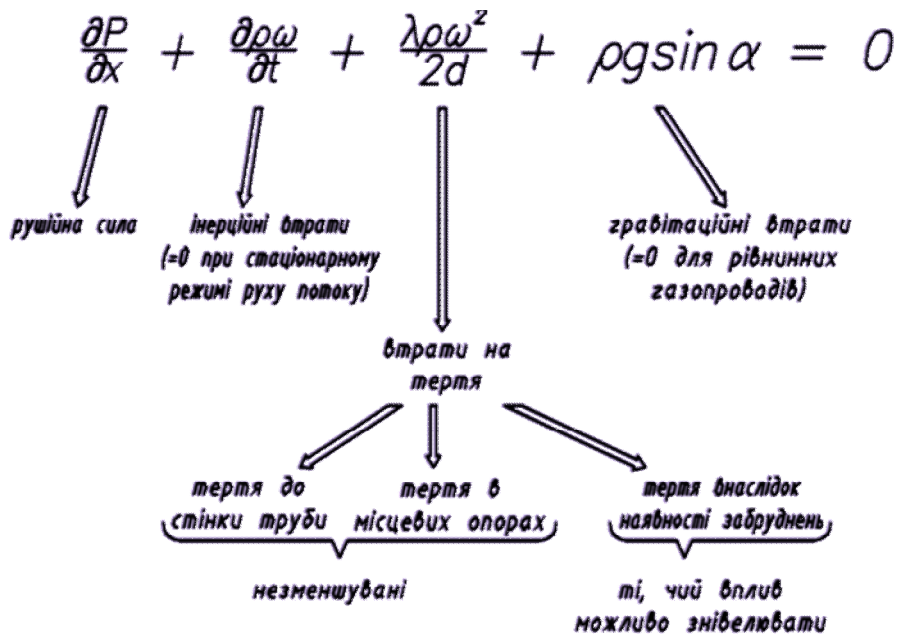 ∂P/∂x + ∂ρω/∂t + λρω²/2d + ρgsin α = 0
рушійна сила
інерційні втрати
(=0 при стаціонарному
режимі руху потоку)
гравітаційні втрати
(=0 для рівнинних
газопроводів)
втрати на
тертя
тертя до
стінки труби
тертя в
місцевих опорах
тертя внаслідок
наявності забруднень
незменшувані
ті, чий вплив
можливо знівелювати